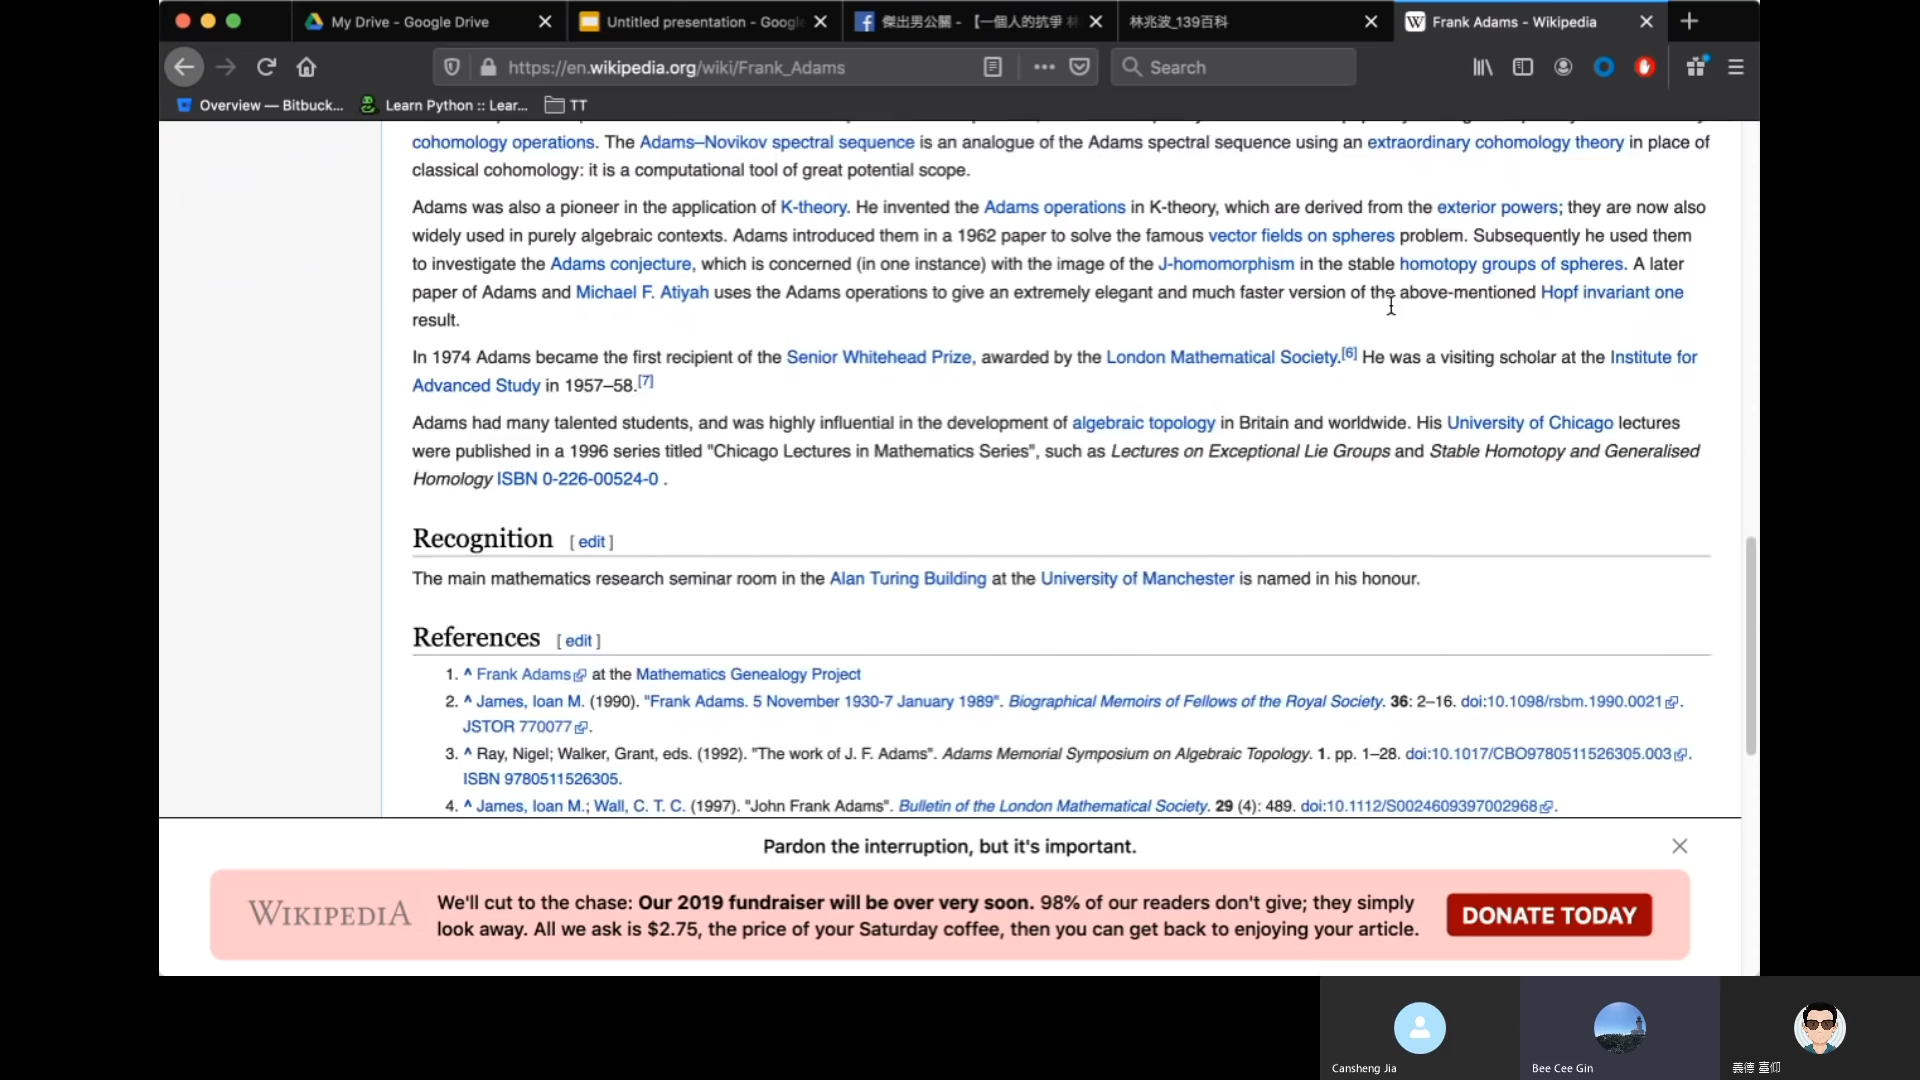 My Drive - Google Drive
Untitled presentation - Google
傑出男公關 - 【一個人的抗爭 林
林兆波_139百科
Frank Adams - Wikipedia
https://en.wikipedia.org/wiki/Frank_Adams
Search
Overview — Bitbuck...
Learn Python :: Lear...
TT
cohomology operations. The Adams–Novikov spectral sequence is an analogue of the Adams spectral sequence using an extraordinary cohomology theory in place of
classical cohomology: it is a computational tool of great potential scope.
Adams was also a pioneer in the application of K-theory. He invented the Adams operations in K-theory, which are derived from the exterior powers; they are now also
widely used in purely algebraic contexts. Adams introduced them in a 1962 paper to solve the famous vector fields on spheres problem. Subsequently he used them
to investigate the Adams conjecture, which is concerned (in one instance) with the image of the J-homomorphism in the stable homotopy groups of spheres. A later
paper of Adams and Michael F. Atiyah uses the Adams operations to give an extremely elegant and much faster version of the above-mentioned Hopf invariant one
result.
In 1974 Adams became the first recipient of the Senior Whitehead Prize, awarded by the London Mathematical Society.[6] He was a visiting scholar at the Institute for
Advanced Study in 1957–58.[7]
Adams had many talented students, and was highly influential in the development of algebraic topology in Britain and worldwide. His University of Chicago lectures
were published in a 1996 series titled "Chicago Lectures in Mathematics Series", such as Lectures on Exceptional Lie Groups and Stable Homotopy and Generalised
Homology ISBN 0-226-00524-0 .
Recognition [ edit ]
The main mathematics research seminar room in the Alan Turing Building at the University of Manchester is named in his honour.
References [ edit ]
1. ^ Frank Adams at the Mathematics Genealogy Project
2. ^ James, Ioan M. (1990). "Frank Adams. 5 November 1930-7 January 1989". Biographical Memoirs of Fellows of the Royal Society. 36: 2–16. doi:10.1098/rsbm.1990.0021.
JSTOR 770077.
3. ^ Ray, Nigel; Walker, Grant, eds. (1992). "The work of J. F. Adams". Adams Memorial Symposium on Algebraic Topology. 1. pp. 1–28. doi:10.1017/CBO9780511526305.003.
ISBN 9780511526305.
4. ^ James, Ioan M.; Wall, C. T. C. (1997). "John Frank Adams". Bulletin of the London Mathematical Society. 29 (4): 489. doi:10.1112/S0024609397002968.
Pardon the interruption, but it's important.
WIKIPEDIA
We'll cut to the chase: Our 2019 fundraiser will be over very soon. 98% of our readers don't give; they simply
look away. All we ask is $2.75, the price of your Saturday coffee, then you can get back to enjoying your article.
DONATE TODAY
Cansheng Jia
Bee Cee Gin